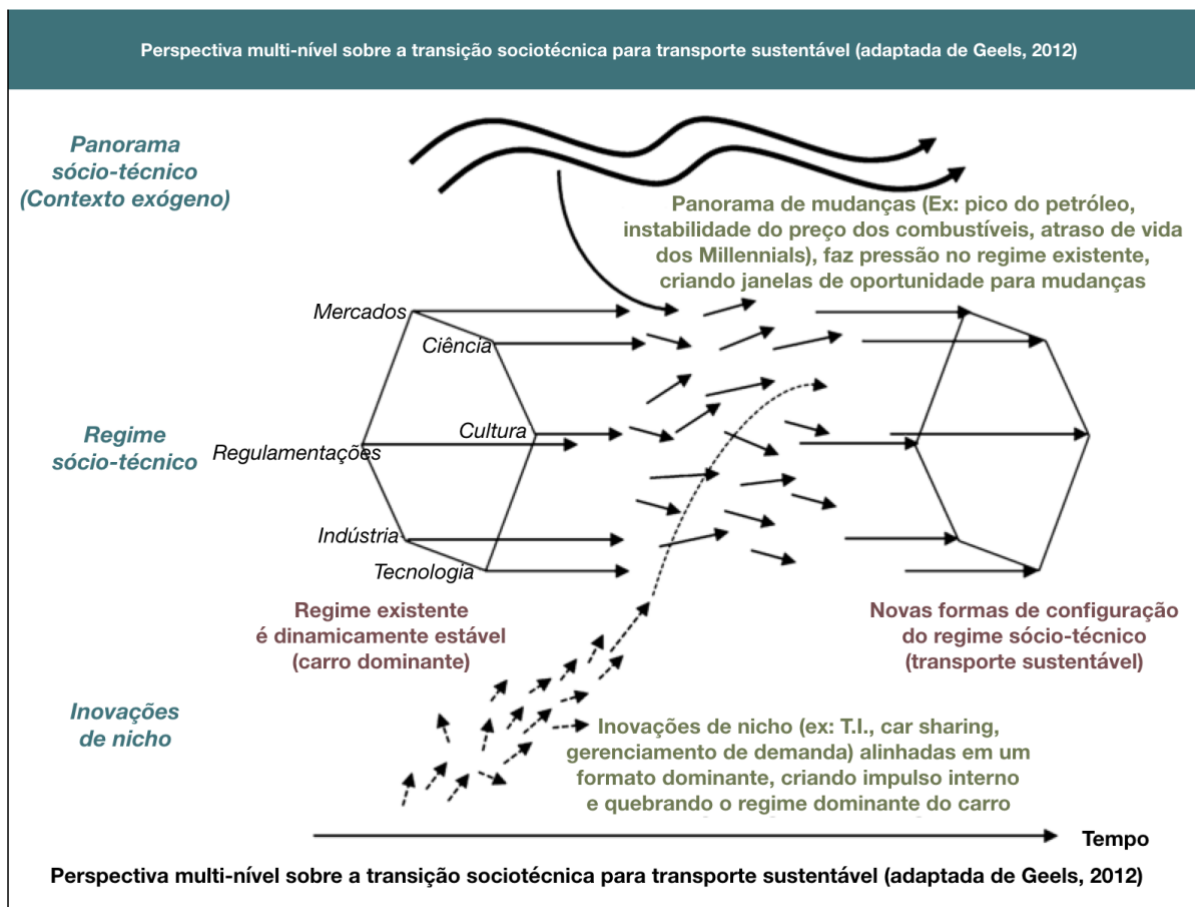 Perspectiva multi-nível sobre a transição sociotécnica para transporte sustentável (adaptada de Geels, 2012)
Panorama
sócio-técnico
(Contexto exógeno)
Panorama de mudanças (Ex: pico do petróleo,
instabilidade do preço dos combustíveis, atraso de vida
dos Millennials), faz pressão no regime existente,
criando janelas de oportunidade para mudanças
Mercados
Ciência
Regime
sócio-técnico
Cultura
Regulamentações
Indústria
Tecnologia
Regime existente
é dinamicamente estável
(carro dominante)
Novas formas de configuração
do regime sócio-técnico
(transporte sustentável)
Inovações
de nicho
Inovações de nicho (ex: T.I., car sharing,
gerenciamento de demanda) alinhadas em um
formato dominante, criando impulso interno
e quebrando o regime dominante do carro
Tempo
Perspectiva multi-nível sobre a transição sociotécnica para transporte sustentável (adaptada de Geels, 2012)